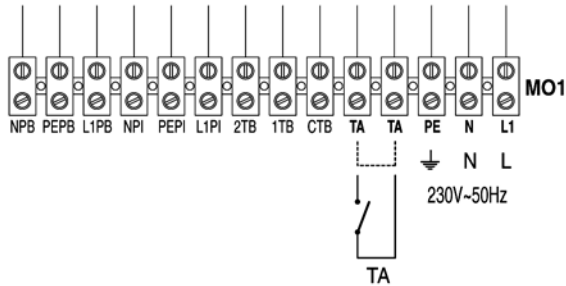 MO1
NPB PEPB L1PB NPI PEPI L1PI 2TB 1TB CTB TA TA PE N L1
N L
230V~50Hz
TA